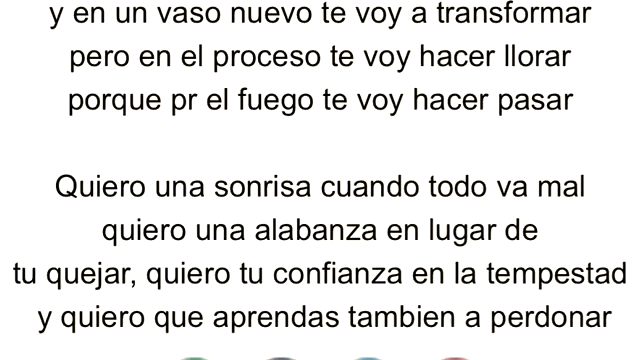 y en un vaso nuevo te voy a transformar
pero en el proceso te voy hacer llorar
porque pr el fuego te voy hacer pasar
Quiero una sonrisa cuando todo va mal
quiero una alabanza en lugar de
tu quejar, quiero tu confianza en la tempestad
y quiero que aprendas tambien a perdonar